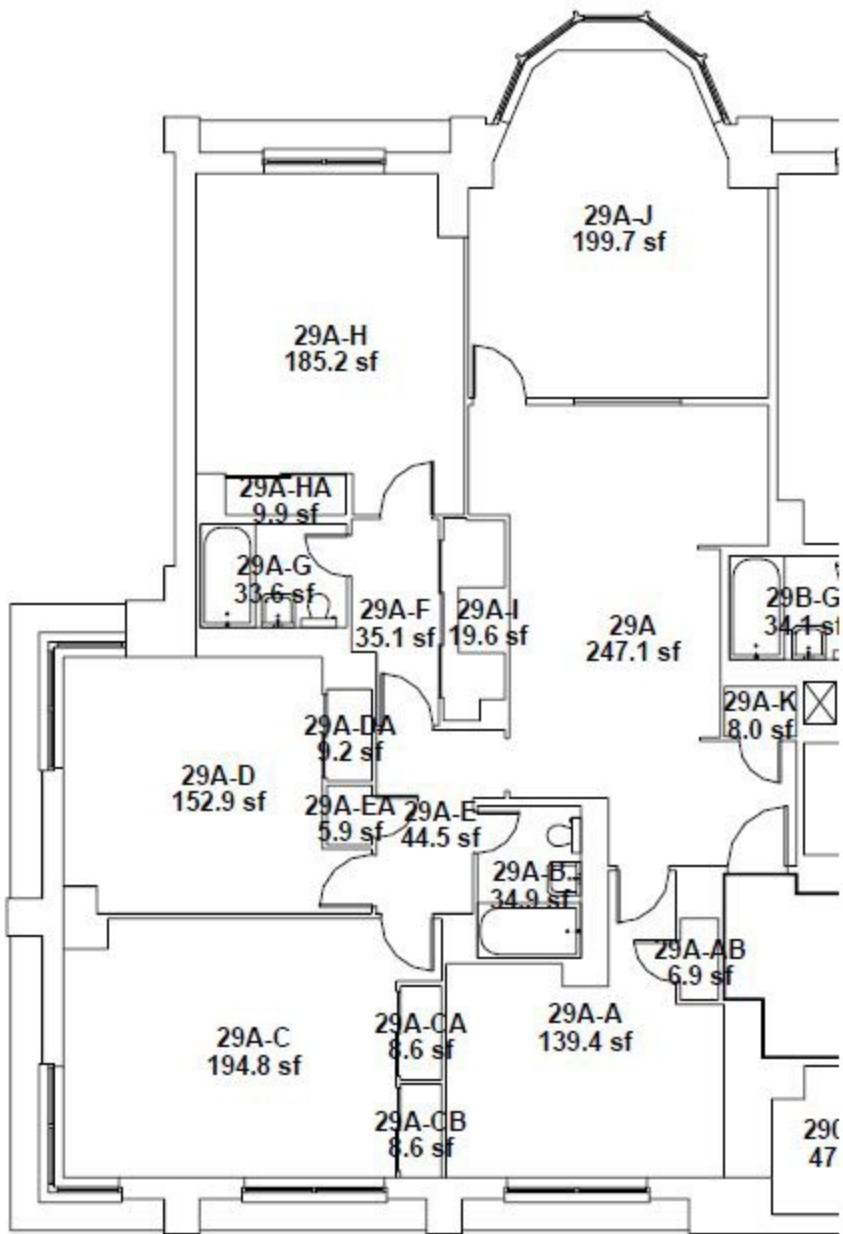 29A-J
199.7 sf
29A-H
185.2 sf
29A-HA
9.9 sf
29A-G
33.6 sf
29A-F
35.1 sf
29A-I
19.6 sf
29A
247.1 sf
29B-G
34.1 sf
29A-K
8.0 sf
29A-DA
9.2 sf
29A-D
152.9 sf
29A-EA
5.9 sf
29A-E
44.5 sf
29A-B..
34.9 sf
29A-AB
6.9 sf
29A-A
139.4 sf
29A-CA
8.6 sf
29A-C
194.8 sf
29A-CB
8.6 sf
47